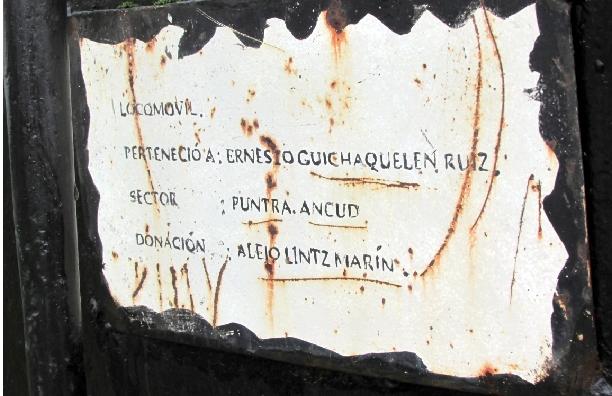 LOCOMOVIL.
PERTENECIÓ A: ERNESTO GUICHAQUELEN RUIZ.
SECTOR : PUNTRA. ANCUD
DONACIÓN : ALEJO LINTZ MARÍN.